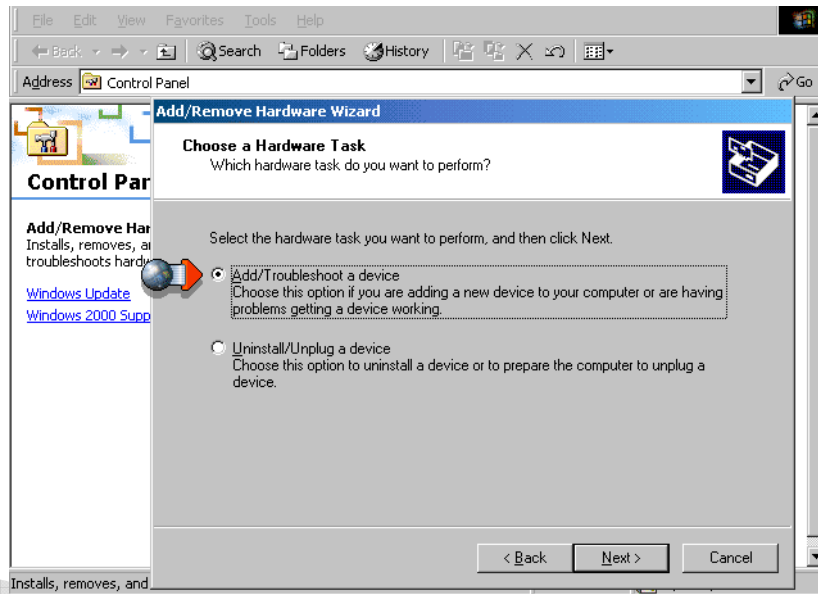 File Edit View Favorites Tools Help
Back Search Folders History
Address Control Panel Go
Add/Remove Hardware Wizard
Choose a Hardware Task
Which hardware task do you want to perform?
Control Par
Add/Remove Har
Installs, removes, a
troubleshoots hardw
Windows Update
Windows 2000 Supp
Select the hardware task you want to perform, and then click Next.
Add/Troubleshoot a device
Choose this option if you are adding a new device to your computer or are having
problems getting a device working.
Uninstall/Unplug a device
Choose this option to uninstall a device or to prepare the computer to unplug a
device.
< Back Next > Cancel
Installs, removes, and